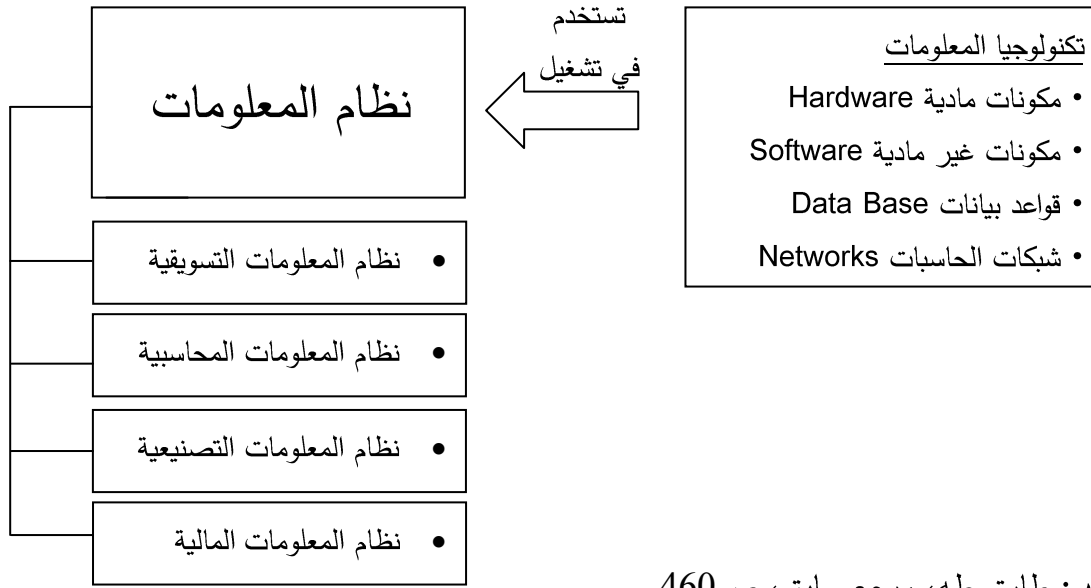 تكنولوجيا المعلومات
• مكونات مادية Hardware
• مكونات غير مادية Software
• قواعد بيانات Data Base
• شبكات الحاسبات Networks
تستخدم
في تشغيل
نظام المعلومات
• نظام المعلومات التسويقية
• نظام المعلومات المحاسبية
• نظام المعلومات التصنيعية
• نظام المعلومات المالية
460